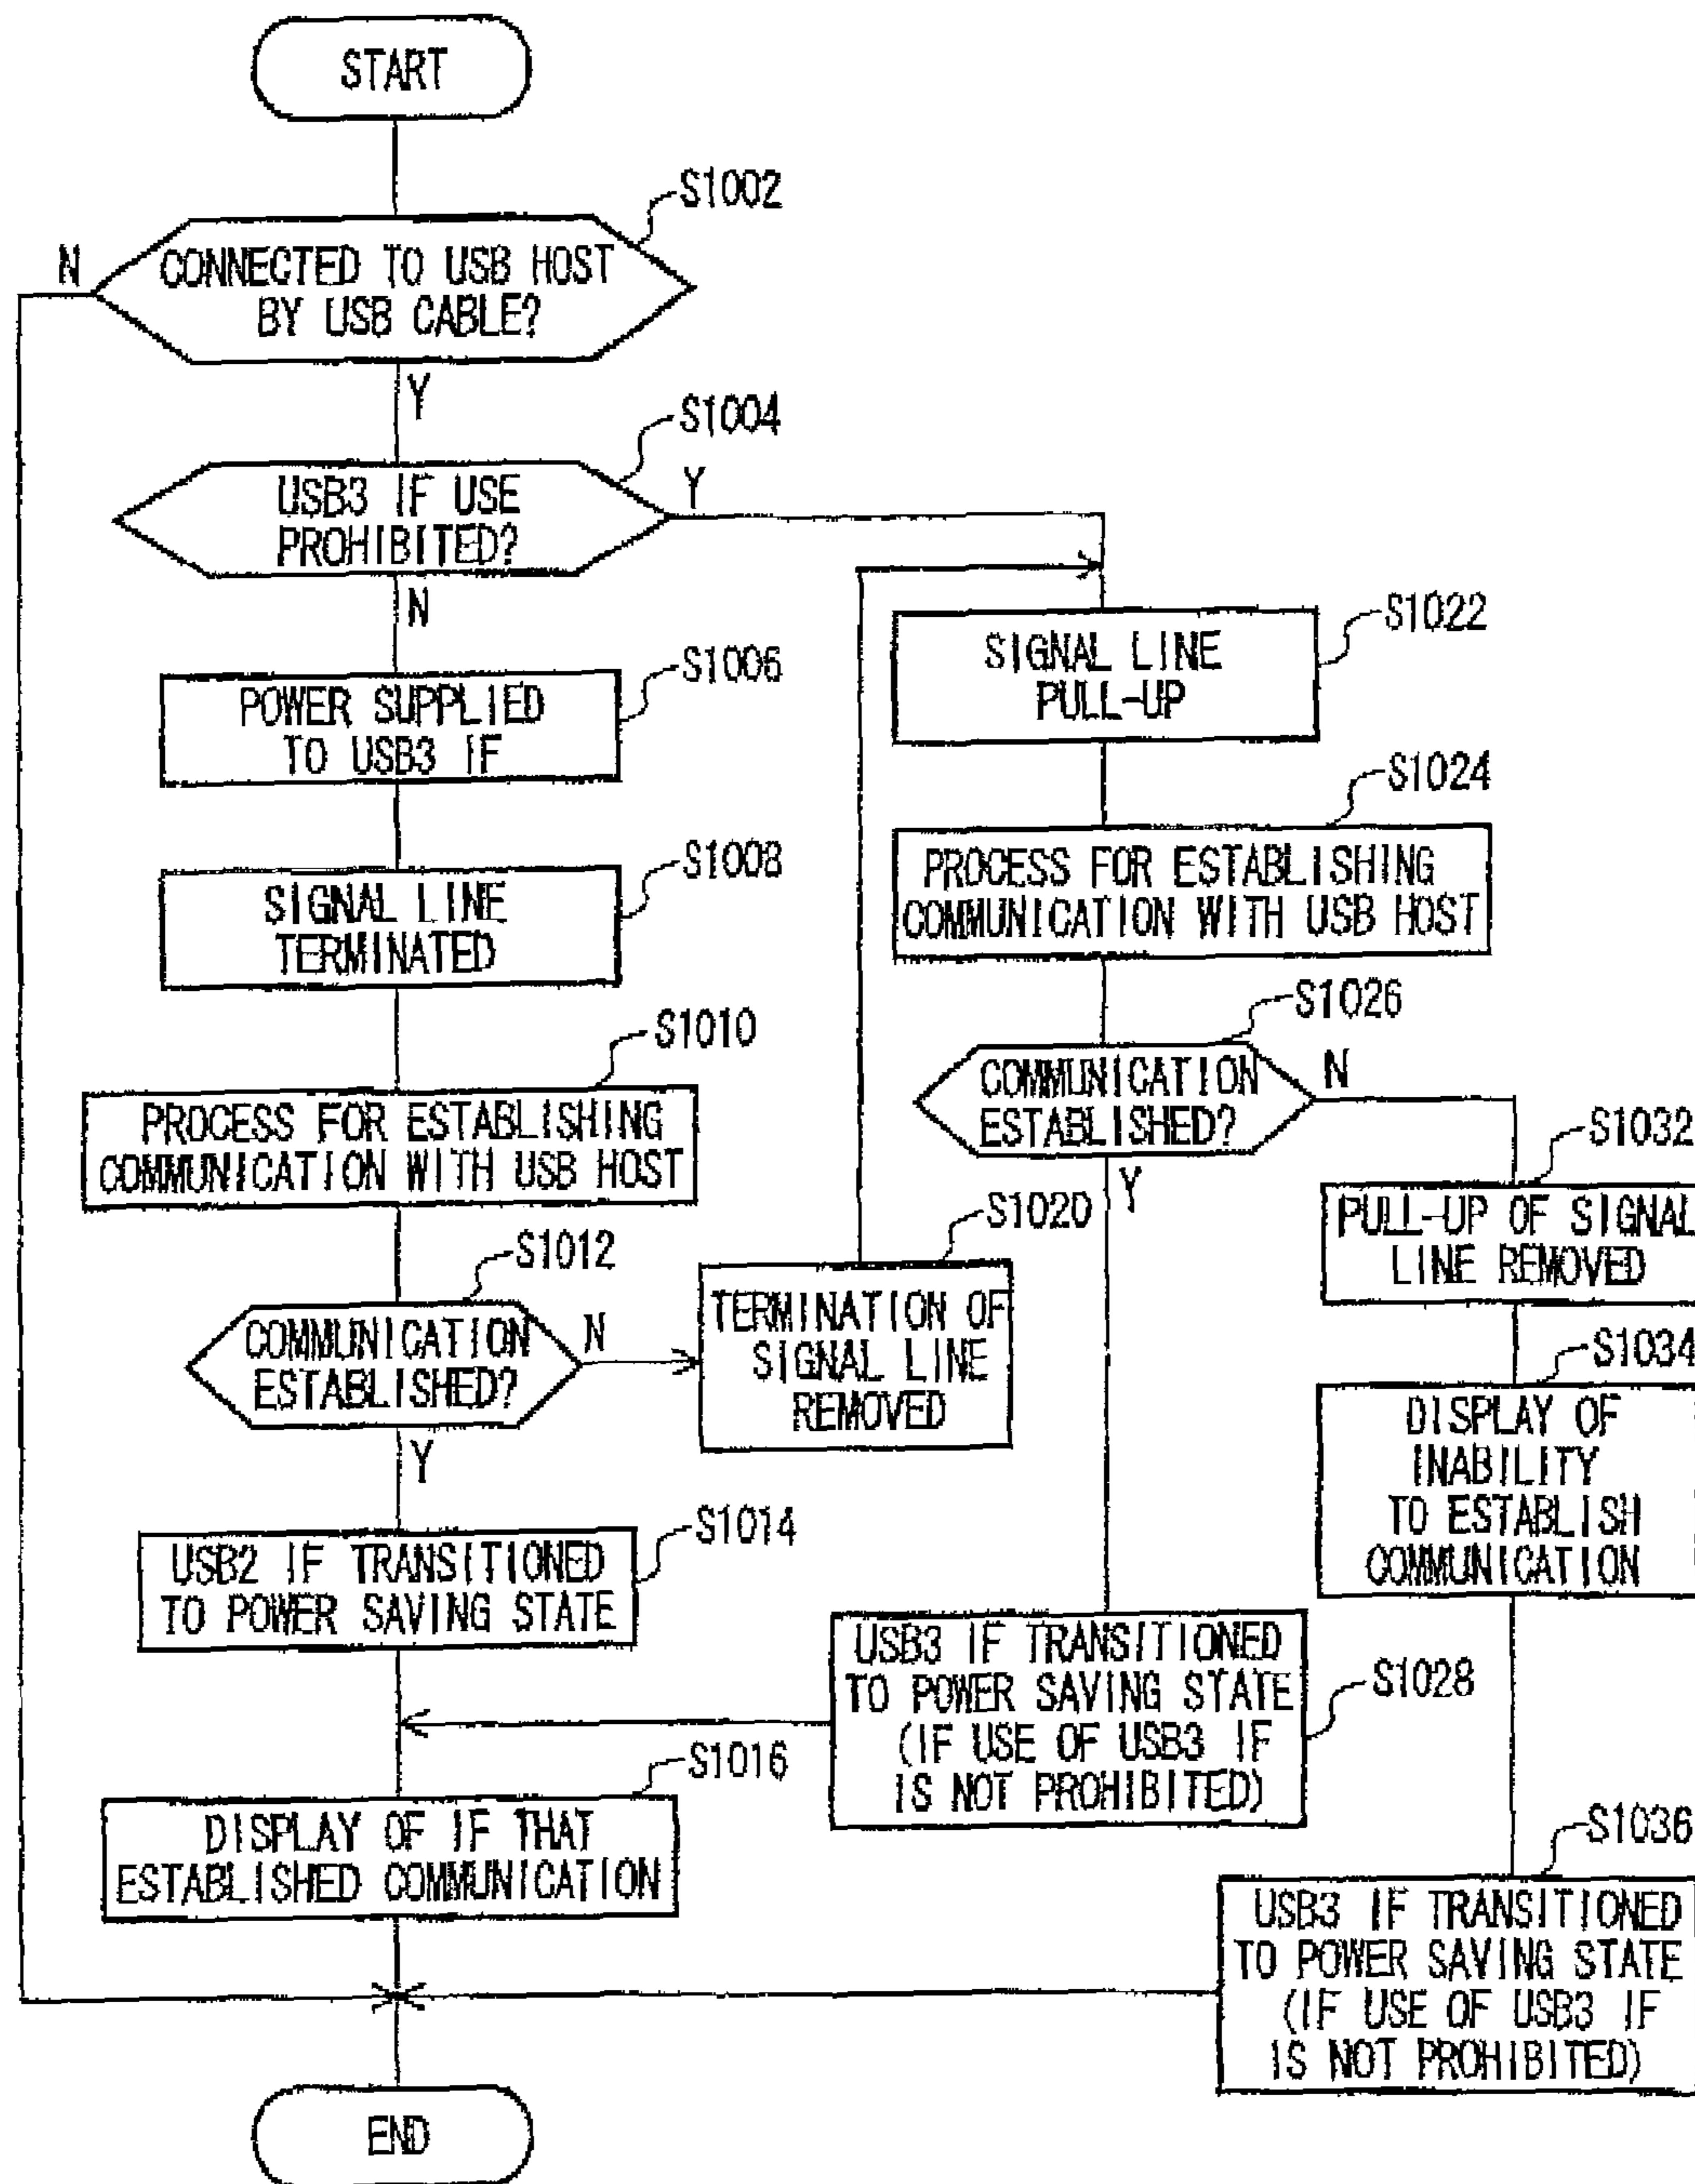 START
S1002
N
CONNECTED TO USB HOST
BY USB CABLE?
Y
S1004
USB3 IF USE
PROHIBITED?
Y
N
S1006
POWER SUPPLIED
TO USB3 IF
S1008
SIGNAL LINE
TERMINATED
S1010
PROCESS FOR ESTABLISHING
COMMUNICATION WITH USB HOST
S1012
COMMUNICATION
ESTABLISHED?
N
Y
S1020
TERMINATION OF
SIGNAL LINE
REMOVED
S1014
USB2 IF TRANSITIONED
TO POWER SAVING STATE
S1016
DISPLAY OF IF THAT
ESTABLISHED COMMUNICATION
END
S1022
SIGNAL LINE
PULL-UP
S1024
PROCESS FOR ESTABLISHING
COMMUNICATION WITH USB HOST
S1026
COMMUNICATION
ESTABLISHED?
N
Y
S1028
USB3 IF TRANSITIONED
TO POWER SAVING STATE
(IF USE OF USB3 IF
IS NOT PROHIBITED)
S1032
PULL-UP OF SIGNAL
LINE REMOVED
S1034
DISPLAY OF
INABILITY
TO ESTABLISH
COMMUNICATION
S1036
USB3 IF TRANSITIONED
TO POWER SAVING STATE
(IF USE OF USB3 IF
IS NOT PROHIBITED)